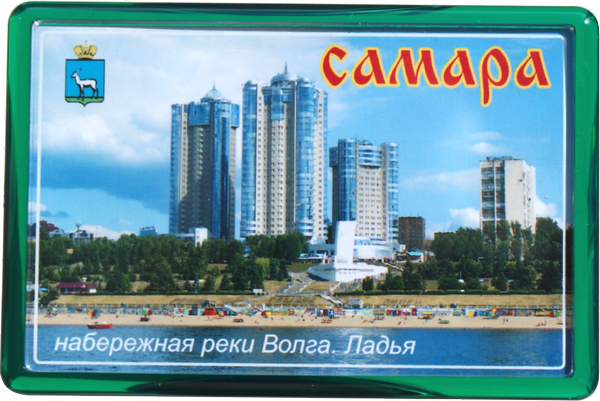 Самара
набережная реки Волга. Ладья